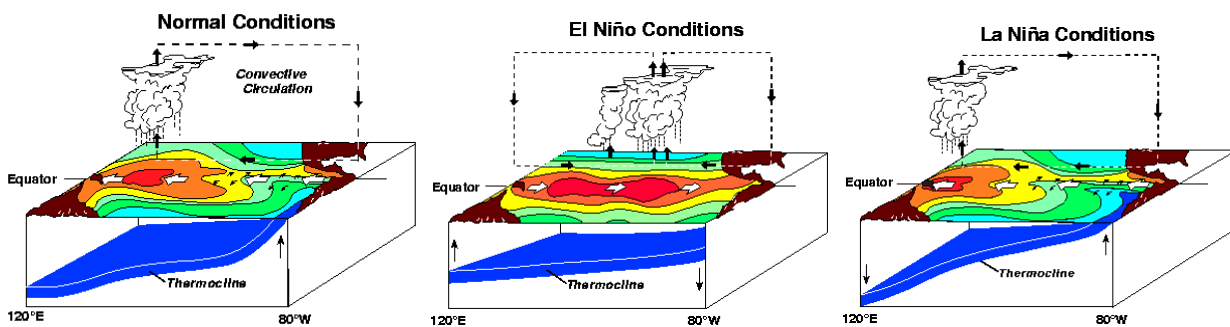 Normal Conditions
Convective
Circulation
Equator
Thermocline
120°E
80°W
El Niño Conditions
Equator
Thermocline
120°E
80°W
La Niña Conditions
Equator
Thermocline
120°E
80°W